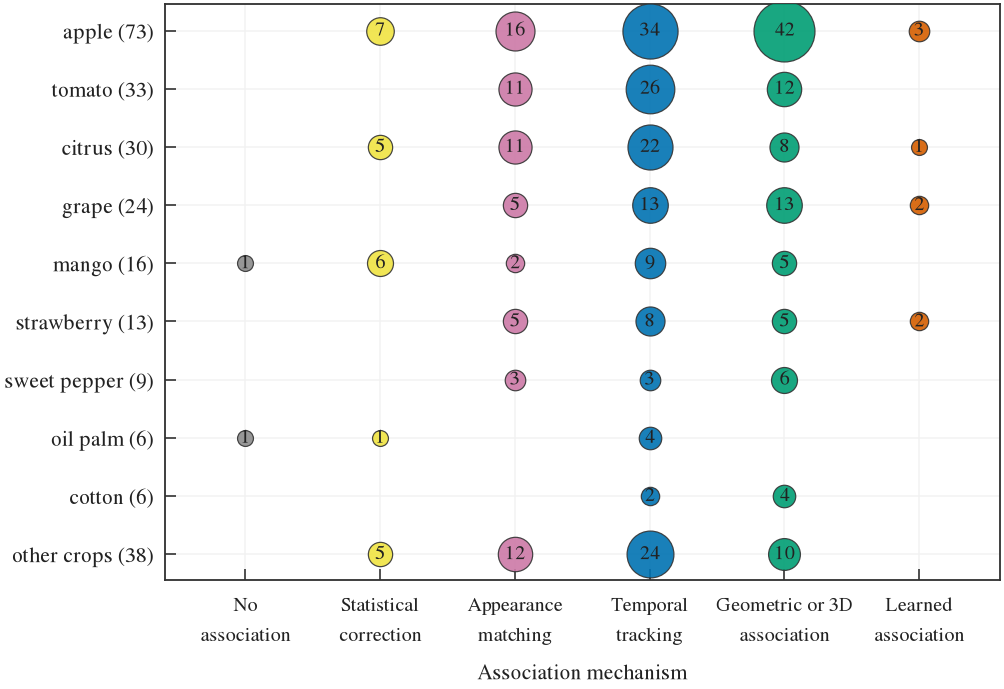 apple (73) 7 16 34 42 3
tomato (33) 11 26 12
citrus (30) 5 11 22 8 1
grape (24) 5 13 13 2
mango (16) 1 6 2 9 5
strawberry (13) 5 8 5 2
sweet pepper (9) 3 3 6
oil palm (6) 1 1 4
cotton (6) 2 4
other crops (38) 5 12 24 10
No Statistical Appearance Temporal Geometric or 3D Learned
association correction matching tracking association association
Association mechanism